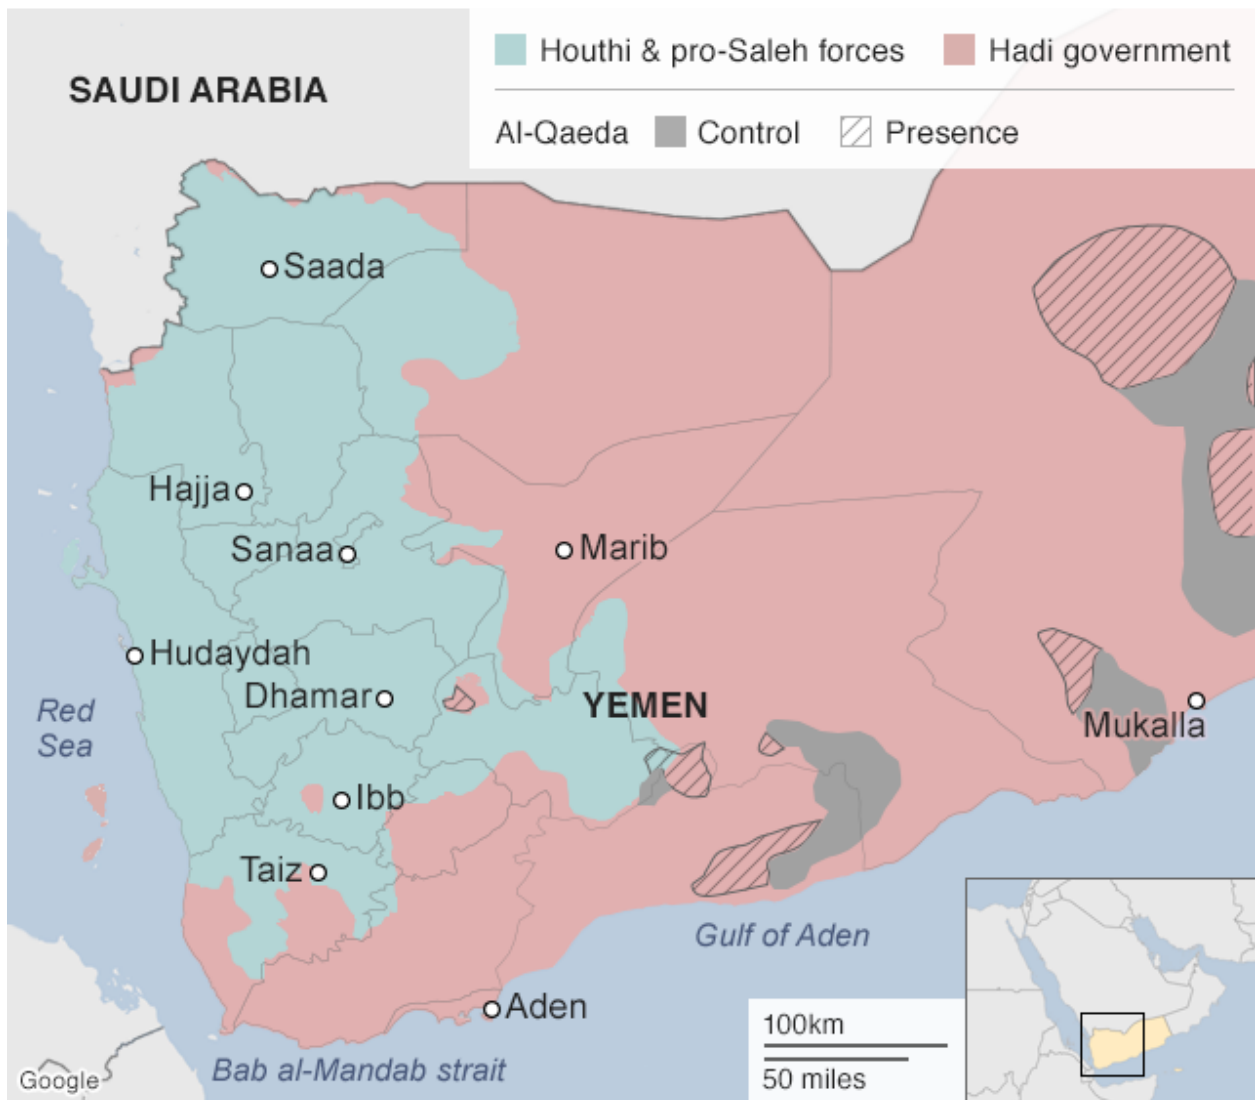 Houthi & pro-Saleh forces
Hadi government
SAUDI ARABIA
Al-Qaeda
Control
Presence
Saada
Hajja
Sanaa
Marib
Hudaydah
Dhamar
YEMEN
Red
Sea
Mukalla
Ibb
Taiz
Gulf of Aden
Aden
100km
50 miles
Bab al-Mandab strait
Google